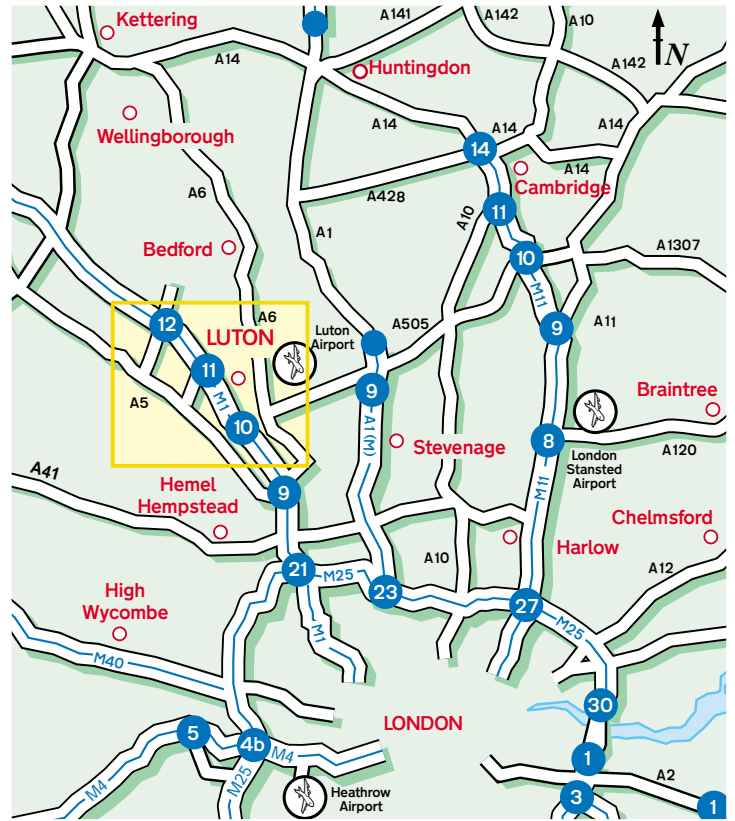 Kettering
A141
A142
A10
N
A14
Huntingdon
A142
Wellingborough
A14
14
A14
A14
A14
Cambridge
A6
A428
11
A10
A1
Bedford
10
A1307
M11
12
LUTON
A6
Luton
Airport
A505
9
A11
11
M1
9
Braintree
A5
10
A1 (M)
Stevenage
8
London
Stansted
Airport
A120
A41
Hemel
Hempstead
9
M11
Chelmsford
Harlow
A10
A12
21
M25
23
27
M25
High
Wycombe
M1
M40
30
LONDON
5
4b
M4
1
A2
M4
M25
Heathrow
Airport
3
1